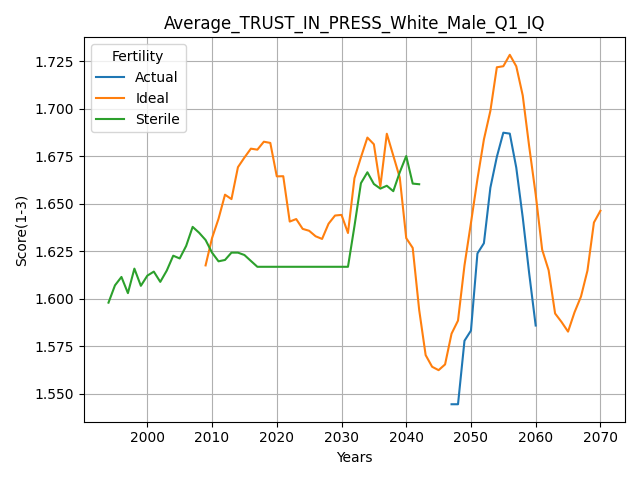 Average_TRUST_IN_PRESS_White_Male_Q1_IQ
Fertility
Actual
Ideal
Sterile
Score(1-3)
1.725
1.700
1.675
1.650
1.625
1.600
1.575
1.550
2000 2010 2020 2030 2040 2050 2060 2070
Years